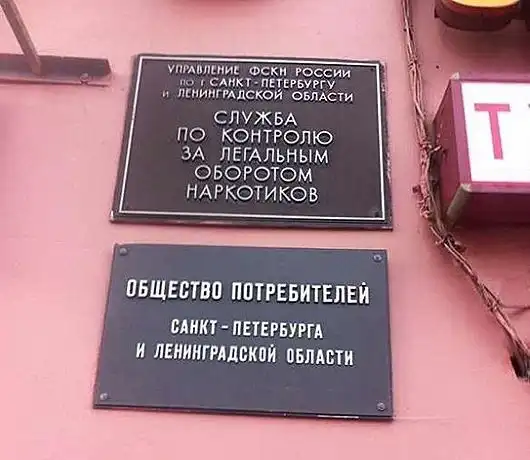 УПРАВЛЕНИЕ ФСКН РОССИИ
ПО Г САНКТ-ПЕТЕРБУРГУ
И ЛЕНИНГРАДСКОЙ ОБЛАСТИ
СЛУЖБА
ПО КОНТРОЛЮ
ЗА ЛЕГАЛЬНЫМ
ОБОРОТОМ
НАРКОТИКОВ
ОБЩЕСТВО ПОТРЕБИТЕЛЕЙ
САНКТ-ПЕТЕРБУРГА
И ЛЕНИНГРАДСКОЙ ОБЛАСТИ
Т